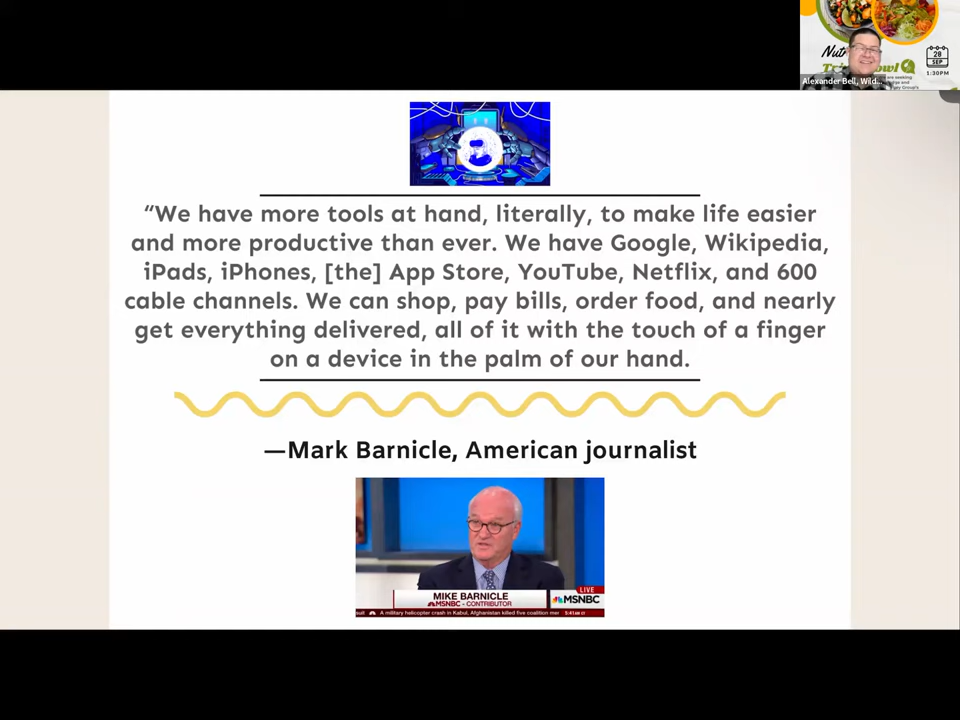 Nut
Tri Bowl
28
SEP
1:30PM
Alexander Bell, Wild...
“We have more tools at hand, literally, to make life easier
and more productive than ever. We have Google, Wikipedia,
iPads, iPhones, [the] App Store, YouTube, Netflix, and 600
cable channels. We can shop, pay bills, order food, and nearly
get everything delivered, all of it with the touch of a finger
on a device in the palm of our hand.
—Mark Barnicle, American journalist
LIVE
MIKE BARNICLE
MSNBC - CONTRIBUTOR
MSNBC
A military helicopter crash in Kabul, Afghanistan killed five coalition mem
5:41